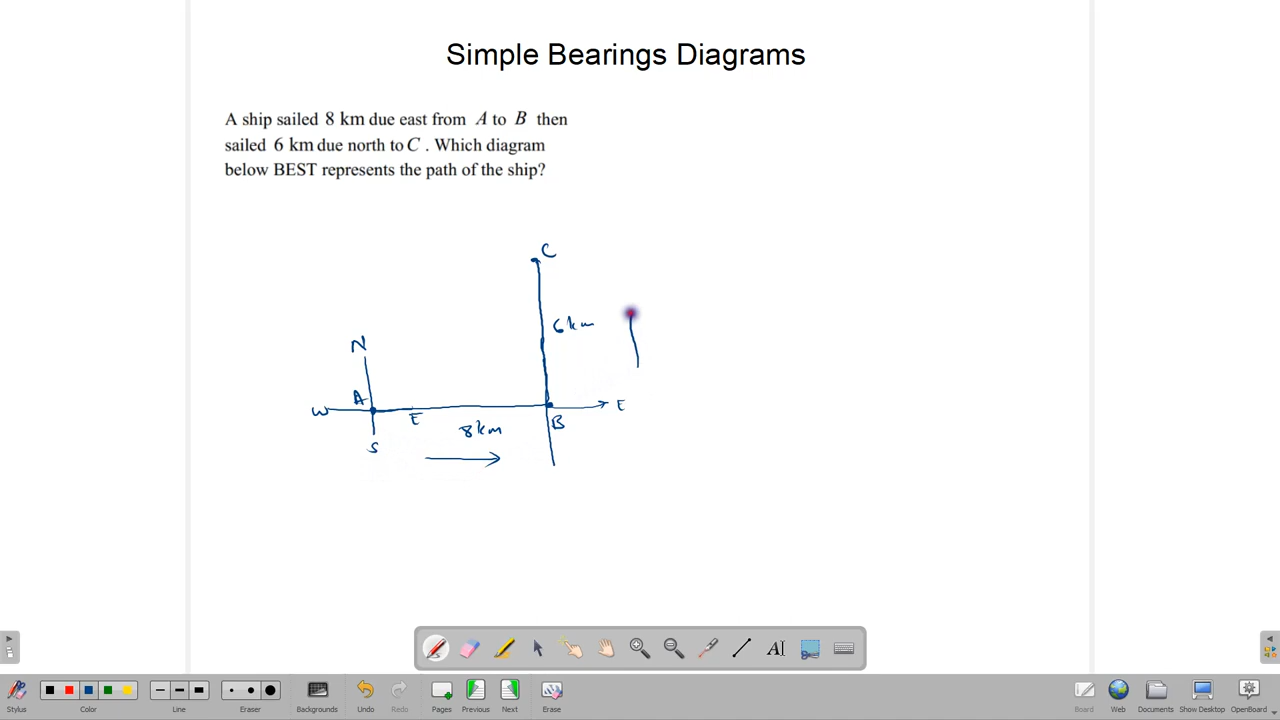 Simple Bearings Diagrams
A ship sailed 8 km due east from A to B then
sailed 6 km due north to C . Which diagram
below BEST represents the path of the ship?
C
6km
N
A
W
E
E
B
8km
S
Stylus
Color
Line
Eraser
Backgrounds
Undo
Redo
Pages
Previous
Next
Erase
Board
Web
Documents
Show Desktop
OpenBoard